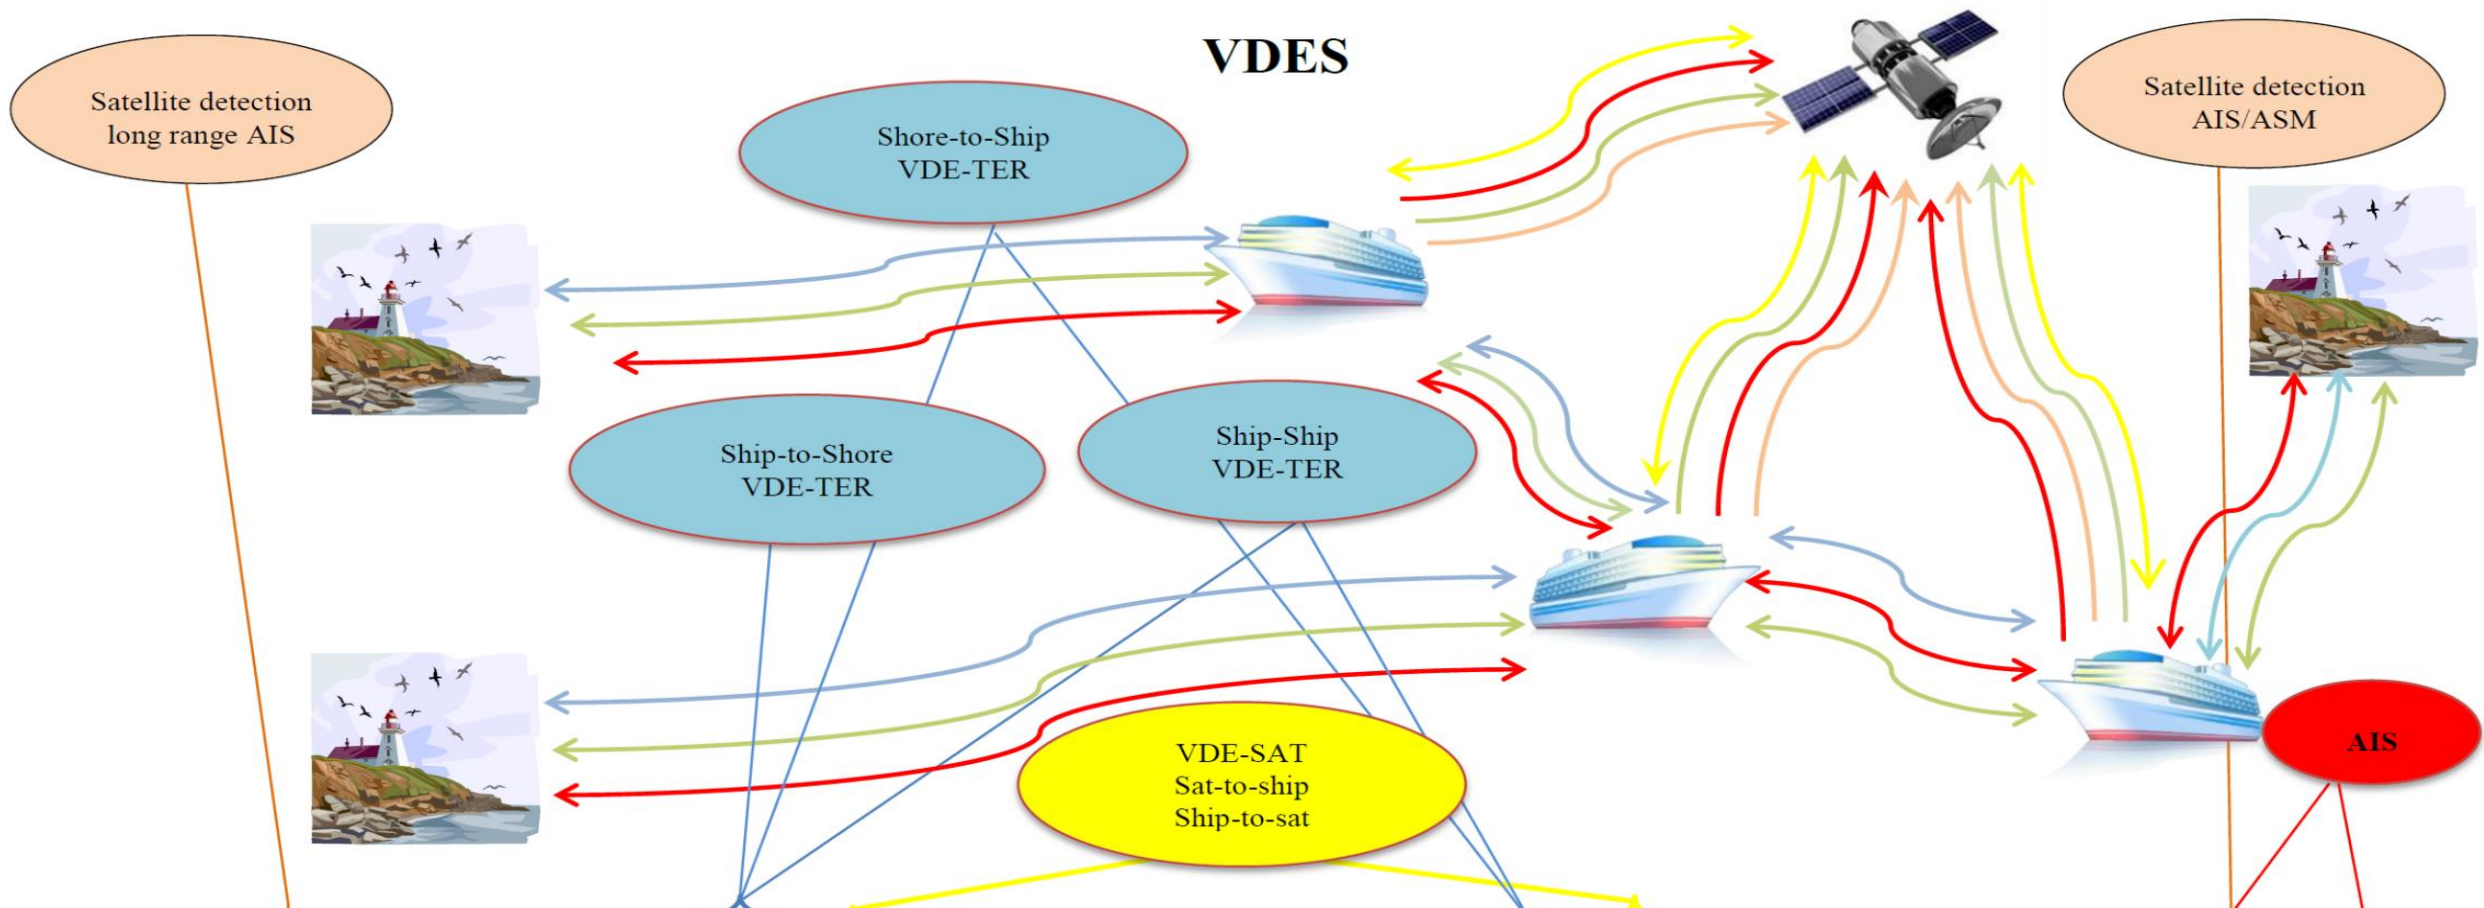 VDES
Satellite detection
long range AIS
Shore-to-Ship
VDE-TER
Satellite detection
AIS/ASM
Ship-to-Shore
VDE-TER
Ship-Ship
VDE-TER
VDE-SAT
Sat-to-ship
Ship-to-sat
AIS